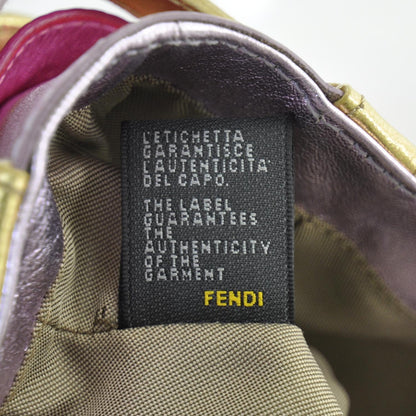 L'ETICHETTA
GARANTISCE
L'AUTENTICITA'
DEL CAPO.
THE LABEL
GUARANTEES
THE
AUTHENTICITY
OF THE
GARMENT
FENDI